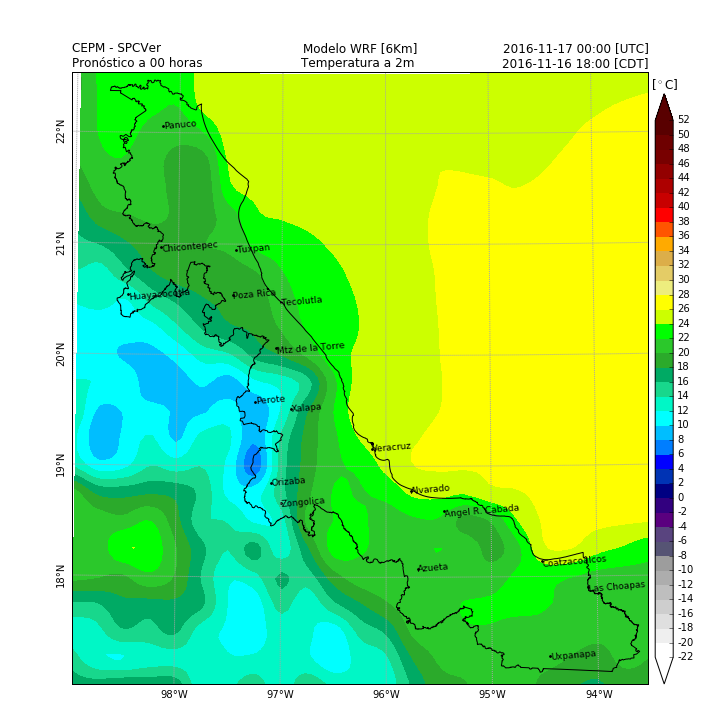 CEPM - SPCVer Modelo WRF [6Km] 2016-11-17 00:00 [UTC]
Pronóstico a 00 horas Temperatura a 2m 2016-11-16 18:00 [CDT]
[°C]
52
50
48
46
44
42
40
38
36
34
32
30
28
26
24
22
20
18
16
14
12
10
8
6
4
2
0
-2
-4
-6
-8
-10
-12
-14
-16
-18
-20
-22
22°N
21°N
20°N
19°N
18°N
Panuco
Chicontepec
Tuxpan
Huayacocotla
Poza Rica
Tecolutla
Mtz de la Torre
Perote
Xalapa
Veracruz
Orizaba
Alvarado
Zongolica
Angel R. Cabada
Azueta
Coatzacoalcos
Las Choapas
Uxpanapa
98°W 97°W 96°W 95°W 94°W